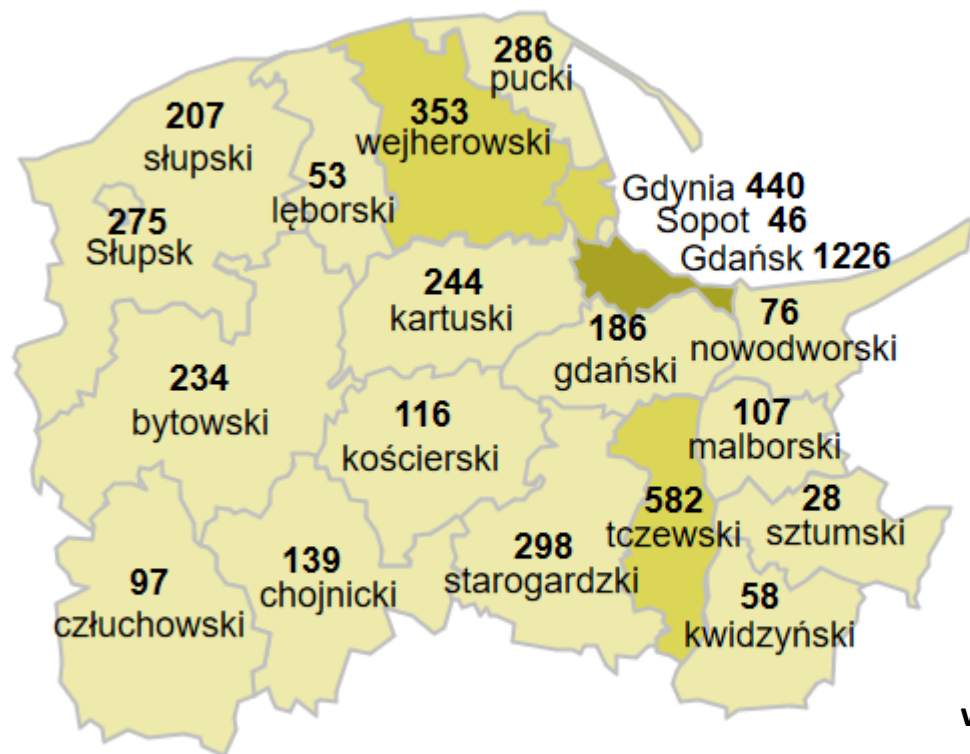 286
pucki
353
wejherowski
207
słupski
53
lęborski
275
Słupsk
Gdynia 440
Sopot 46
Gdańsk 1226
244
kartuski
186
gdański
76
nowodworski
234
bytowski
116
kościerski
107
malborski
582
tczewski
28
sztumski
298
starogardzki
139
chojnicki
97
człuchowski
58
kwidzyński